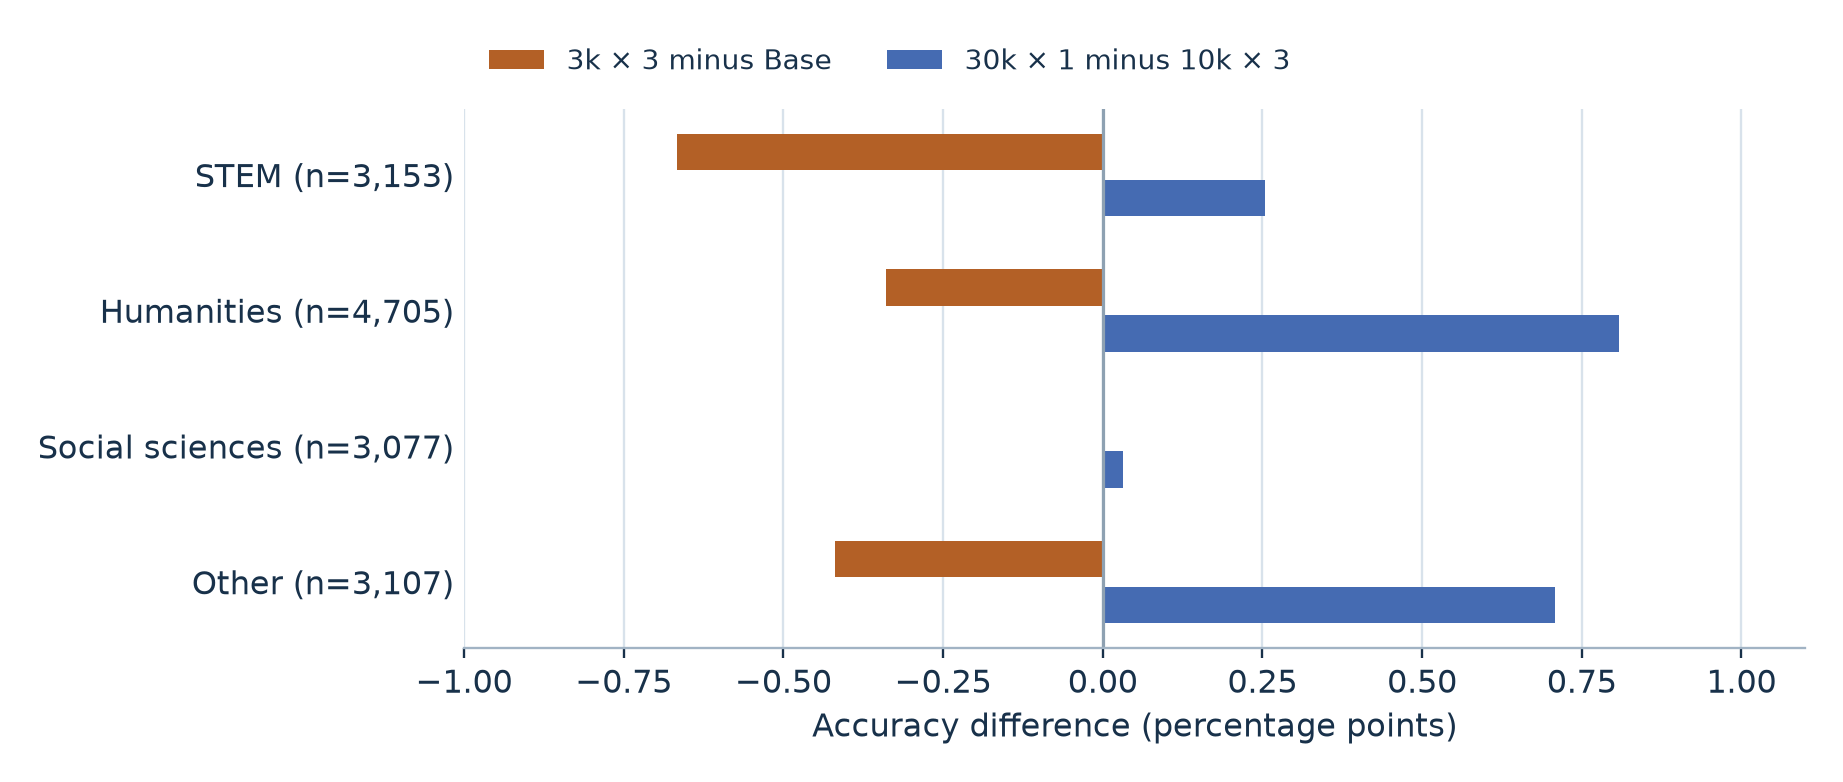 3k × 3 minus Base
30k × 1 minus 10k × 3
STEM (n=3,153)
Humanities (n=4,705)
Social sciences (n=3,077)
Other (n=3,107)
−1.00 −0.75 −0.50 −0.25 0.00 0.25 0.50 0.75 1.00
Accuracy difference (percentage points)